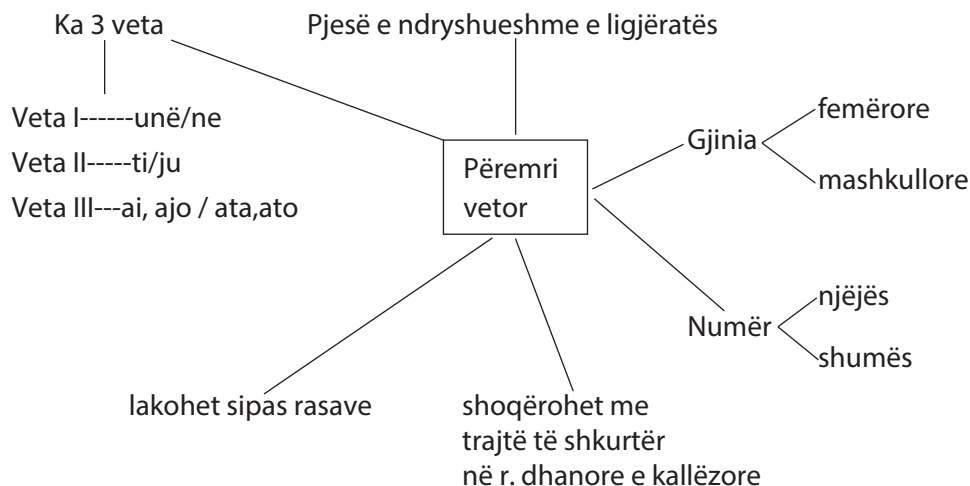 Ka 3 veta
Pjesë e ndryshueshme e ligjëratës
Veta I------unë/ne
Veta II-----ti/ju
Veta III---ai, ajo / ata,ato
Përemri
vetor
Gjinia
femërore
mashkullore
Numër
njëjës
shumës
lakohet sipas rasave
shoqërohet me
trajtë të shkurtër
në r. dhanore e kallëzore